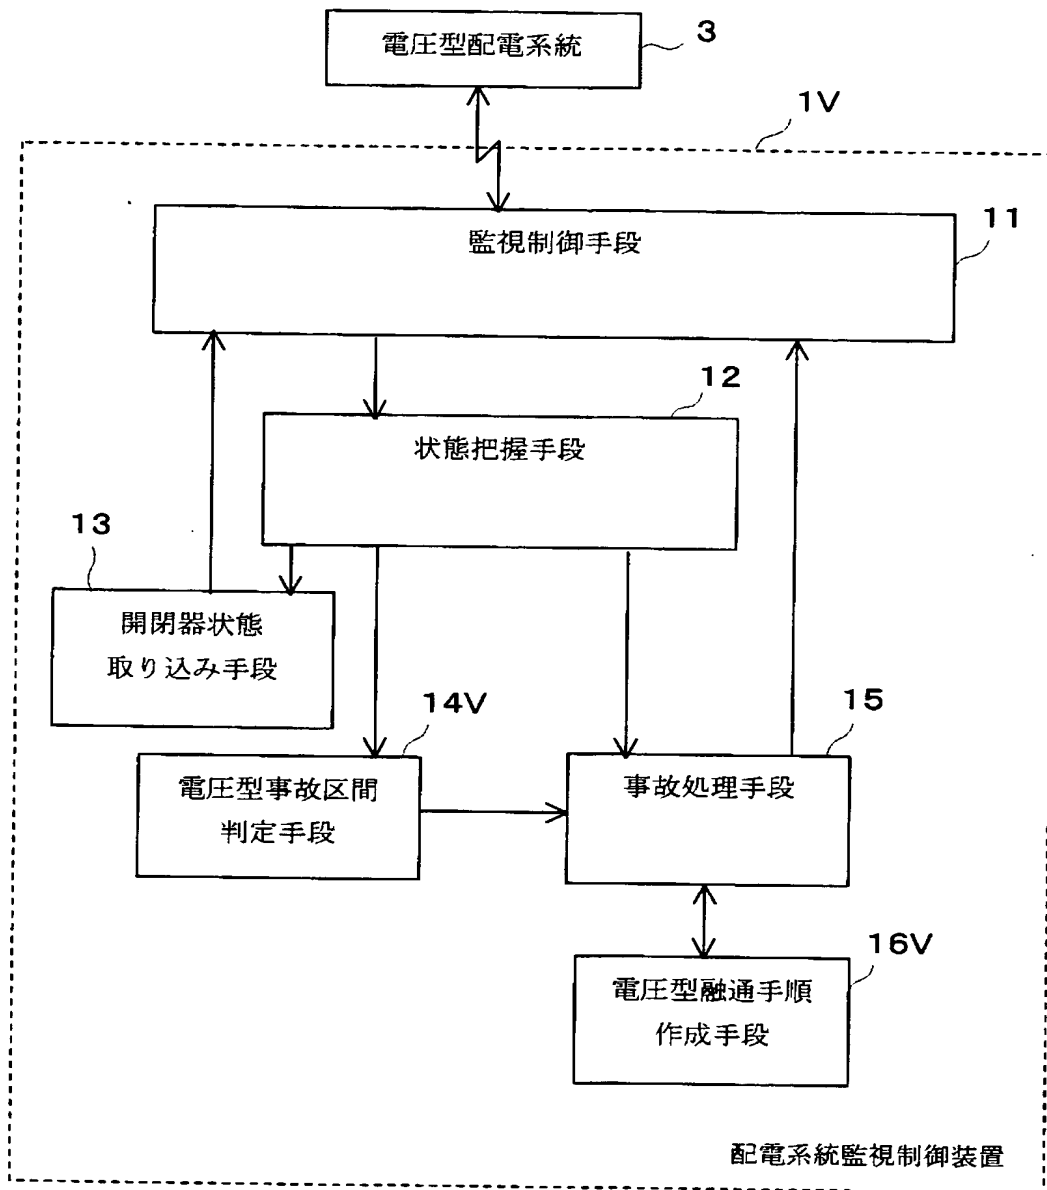 電圧型配電系統
3
1V
監視制御手段
11
12
状態把握手段
13
開閉器状態
取り込み手段
14V
電圧型事故区間
判定手段
15
事故処理手段
16V
電圧型融通手順
作成手段
配電系統監視制御装置